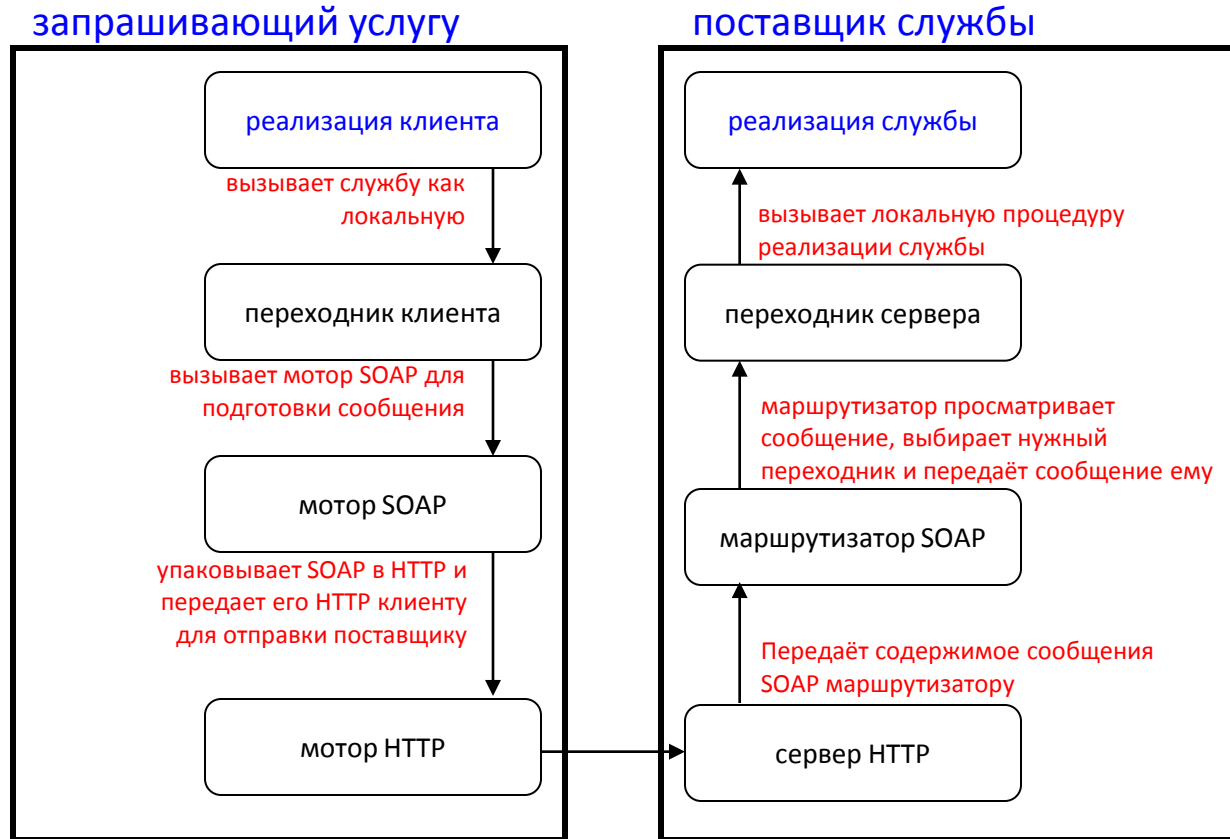 запрашивающий услугу
реализация клиента
вызывает службу как
локальную
переходник клиента
вызывает мотор SOAP для
подготовки сообщения
мотор SOAP
упаковывает SOAP в HTTP и
передает его HTTP клиенту
для отправки поставщику
мотор HTTP
поставщик службы
реализация службы
вызывает локальную процедуру
реализации службы
переходник сервера
маршрутизатор просматривает
сообщение, выбирает нужный
переходник и передаёт сообщение ему
маршрутизатор SOAP
Передаёт содержимое сообщения
SOAP маршрутизатору
сервер HTTP